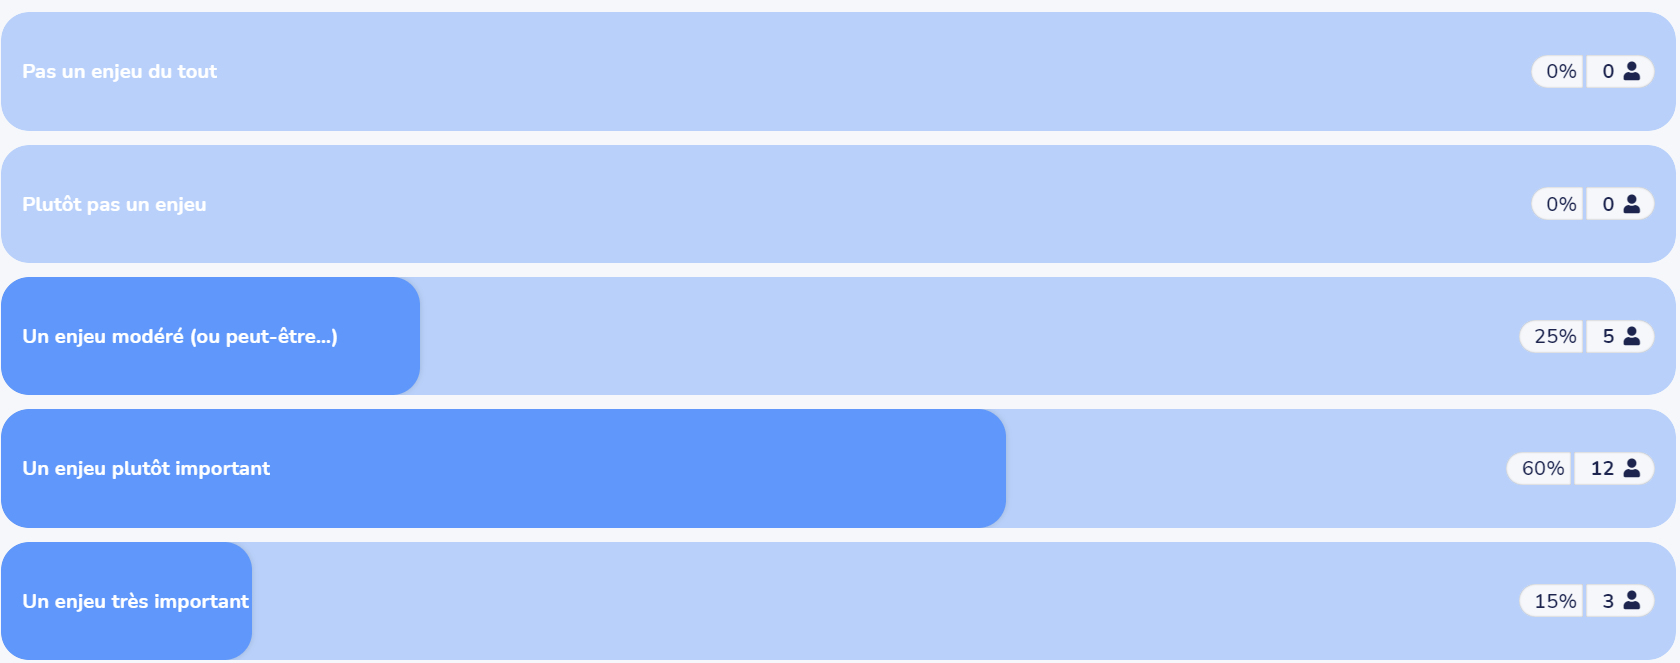 Pas un enjeu du tout 0% 0
Plutôt pas un enjeu 0% 0
Un enjeu modéré (ou peut-être...) 25% 5
Un enjeu plutôt important 60% 12
Un enjeu très important 15% 3